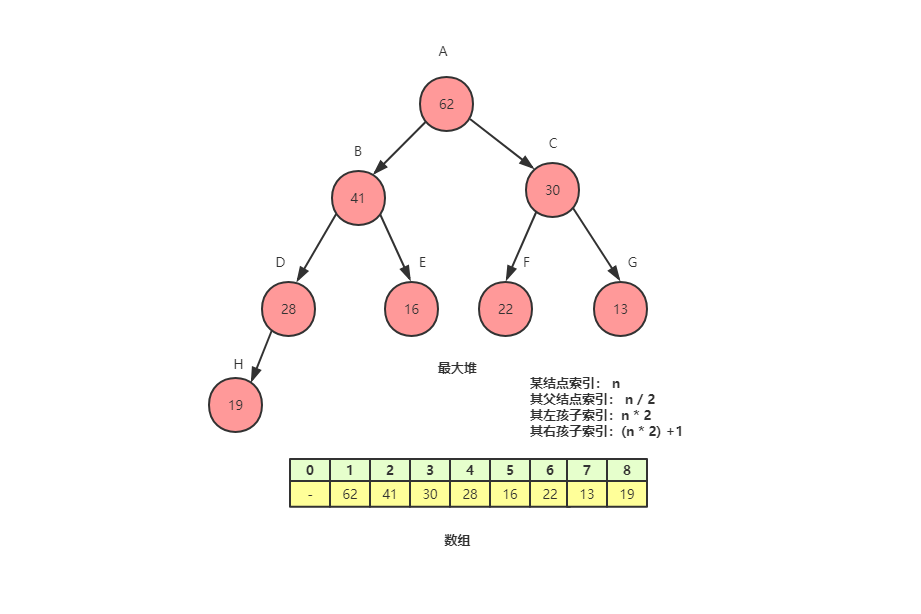 A
62
B
C
41
30
D
E
F
G
28
16
22
13
H
19
最大堆
某结点索引: n
其父结点索引: n / 2
其左孩子索引: n * 2
其右孩子索引: (n * 2) +1
0 1 2 3 4 5 6 7 8
- 62 41 30 28 16 22 13 19
数组